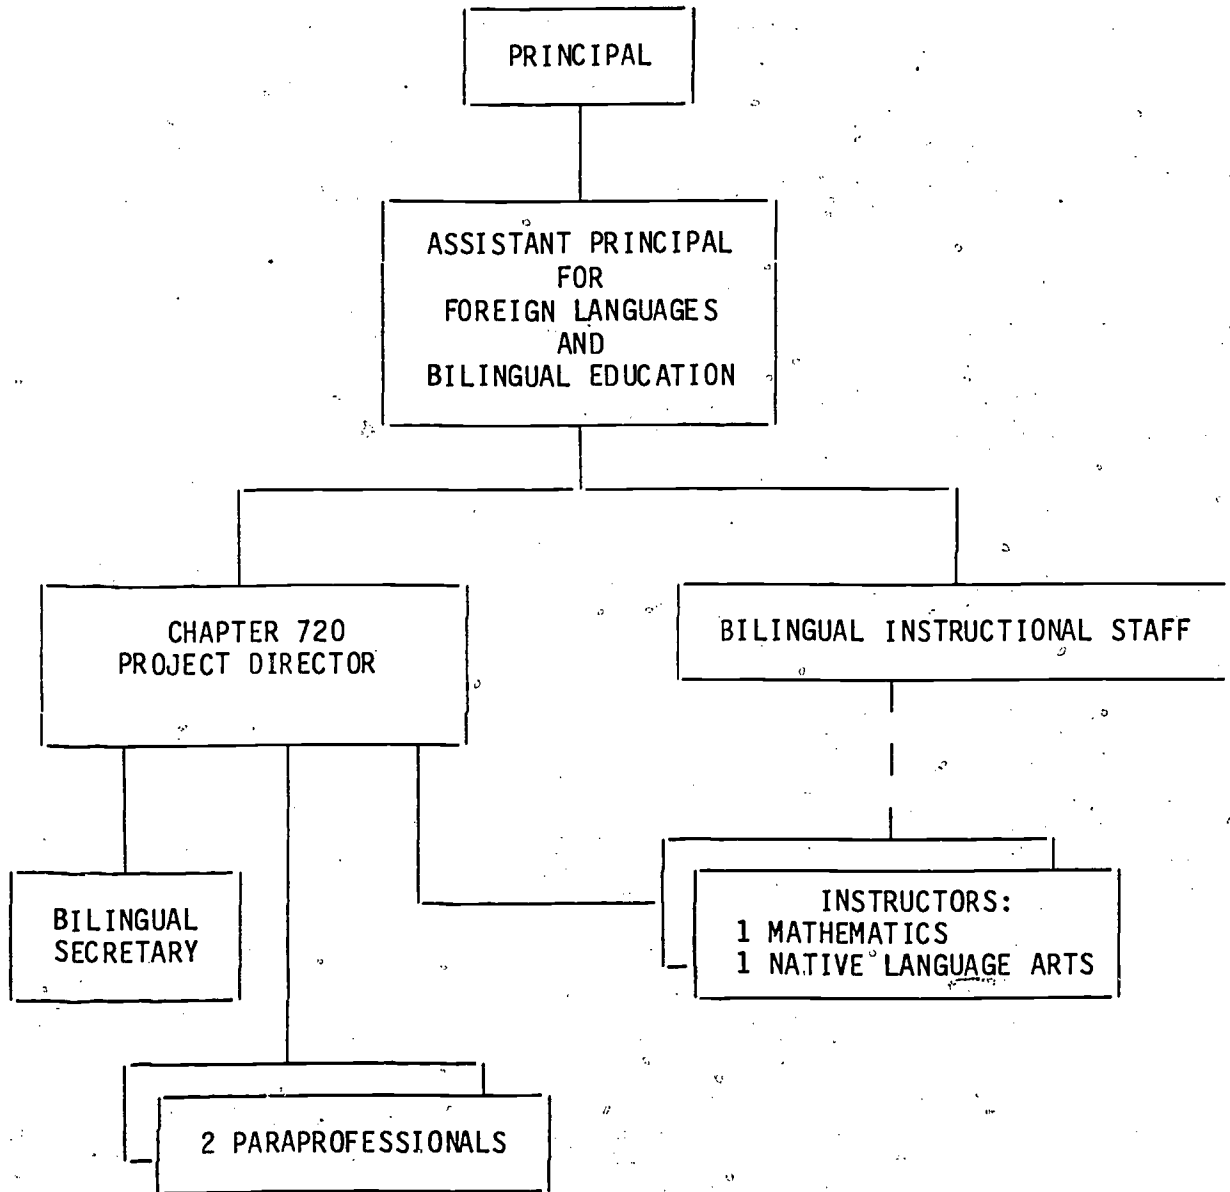 PRINCIPAL
ASSISTANT PRINCIPAL
FOR
FOREIGN LANGUAGES
AND
BILINGUAL EDUCATION
CHAPTER 720
PROJECT DIRECTOR
BILINGUAL INSTRUCTIONAL STAFF
BILINGUAL
SECRETARY
INSTRUCTORS:
1 MATHEMATICS
1 NATIVE LANGUAGE ARTS
2 PARAPROFESSIONALS